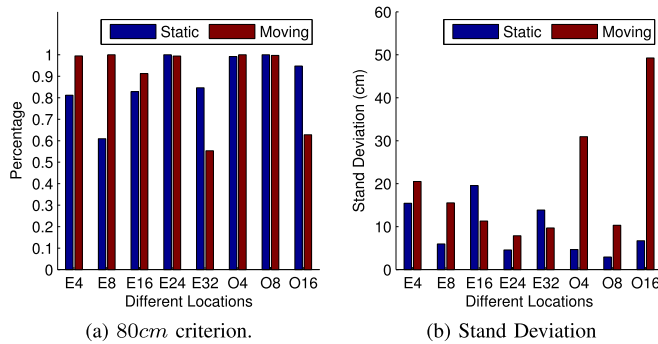 Static Moving
Percentage
1
0.9
0.8
0.7
0.6
0.5
0.4
0.3
0.2
0.1
0
E4 E8 E16 E24 E32 O4 O8 O16
Different Locations
(a) 80cm criterion.
Static Moving
Stand Deviation (cm)
60
50
40
30
20
10
0
E4 E8 E16 E24 E32 O4 O8 O16
Different Locations
(b) Stand Deviation